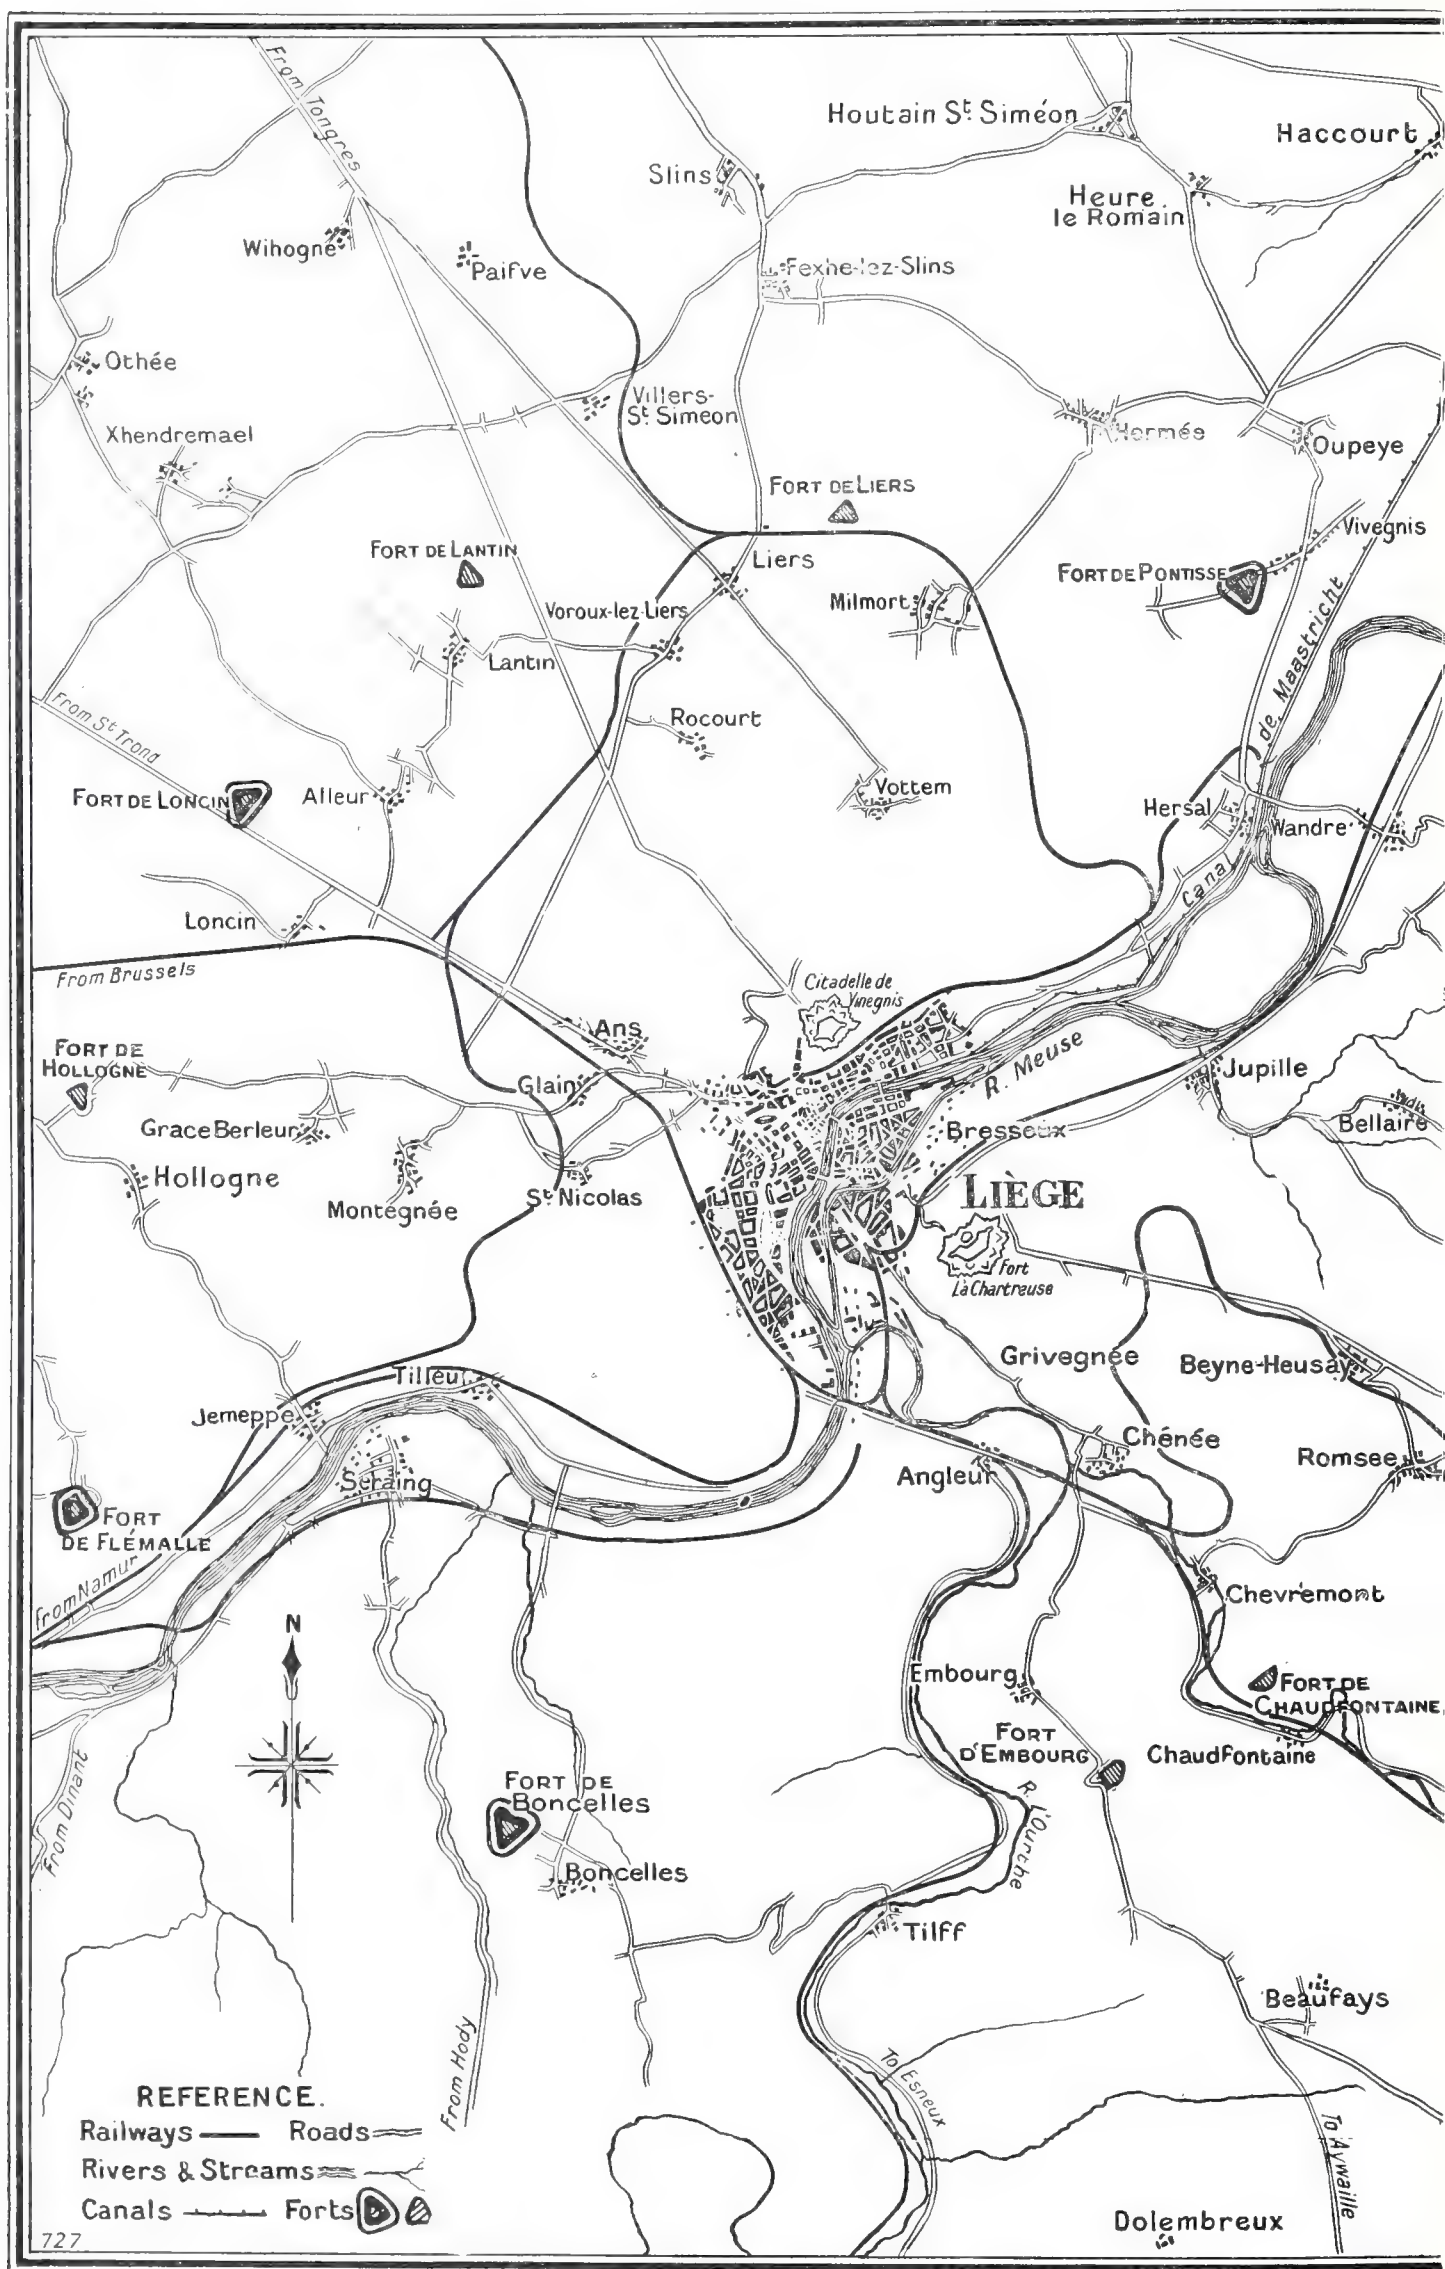 From Tongres
Houtain St. Siméon
Haccourt
Slins
Heure
le Romain
Wihogne
Paifve
Fexhe-lez-Slins
Othée
Villers-
St. Simeon
Xhendremael
Hermée
Oupeye
FORT DE LIERS
Vivegnis
FORT DE LANTIN
Liers
FORT DE PONTISSE
Voroux-lez-Liers
Milmort
Lantin
de Maastricht
From St Trond
Rocourt
FORT DE LONCIN
Alleur
Vottem
Hersal
Wandre
Canal
Loncin
From Brussels
Citadelle de
Vinegnis
Ans
FORT DE
HOLLOGNE
R. Meuse
Glain
Jupille
Grace Berleur
Bresseux
Bellaire
Hollogne
LIÈGE
Montegnée
St. Nicolas
Fort
La Chartreuse
Grivegnée
Beyne-Heusay
Tilleur
Jemeppe
Chênée
Romsee
Angleur
Seraing
FORT
DE FLÉMALLE
From Namur
Chevremont
N
Embourg
FORT DE
CHAUDFONTAINE
FORT
D'EMBOURG
Chaudfontaine
From Dinant
FORT DE
Boncelles
R. L'Ourthe
Boncelles
Tilff
Beaufays
From Hody
To Esneux
REFERENCE.
Railways Roads
Rivers & Streams
Canals Forts
To Aywaille
Dolembreux
727